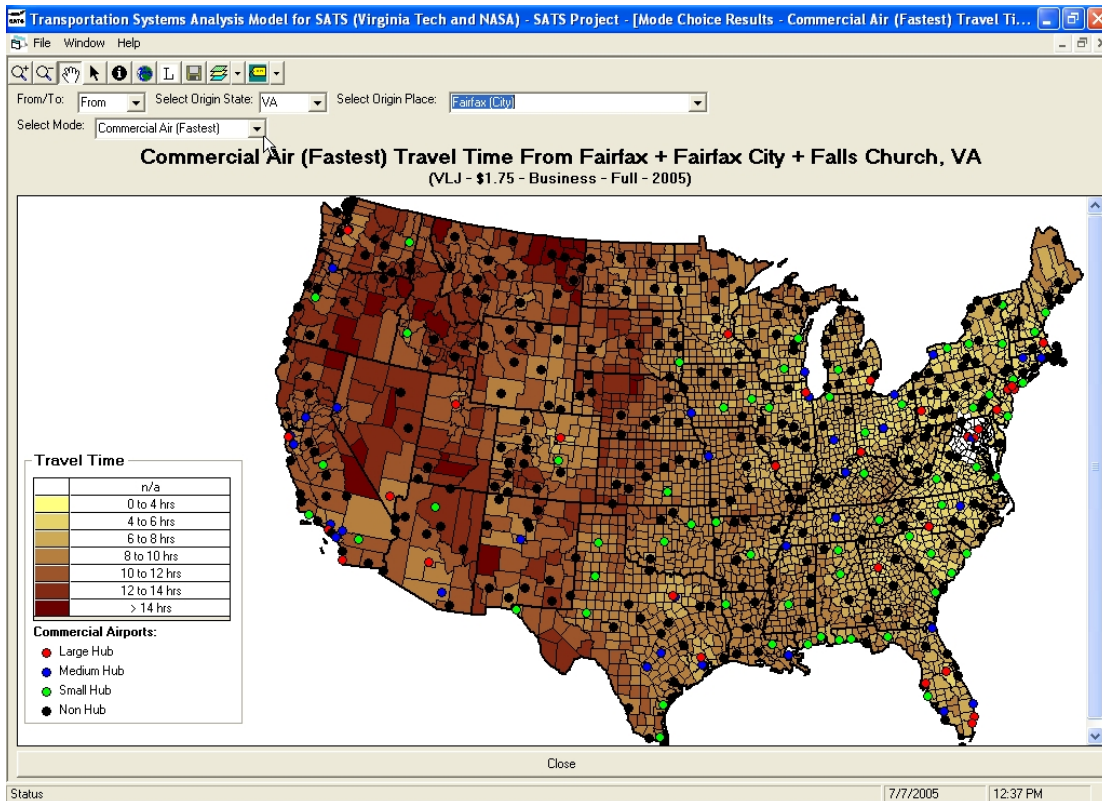 SATS Transportation Systems Analysis Model for SATS (Virginia Tech and NASA) - SATS Project - [Mode Choice Results - Commercial Air (Fastest) Travel Ti...
File Window Help
L
From/To: From Select Origin State: VA Select Origin Place: Fairfax (City)
Select Mode: Commercial Air (Fastest)
Commercial Air (Fastest) Travel Time From Fairfax + Fairfax City + Falls Church, VA
(VLJ - $1.75 - Business - Full - 2005)
Travel Time
n/a
0 to 4 hrs
4 to 6 hrs
6 to 8 hrs
8 to 10 hrs
10 to 12 hrs
12 to 14 hrs
> 14 hrs
Commercial Airports:
Large Hub
Medium Hub
Small Hub
Non Hub
Close
Status 7/7/2005 12:37 PM